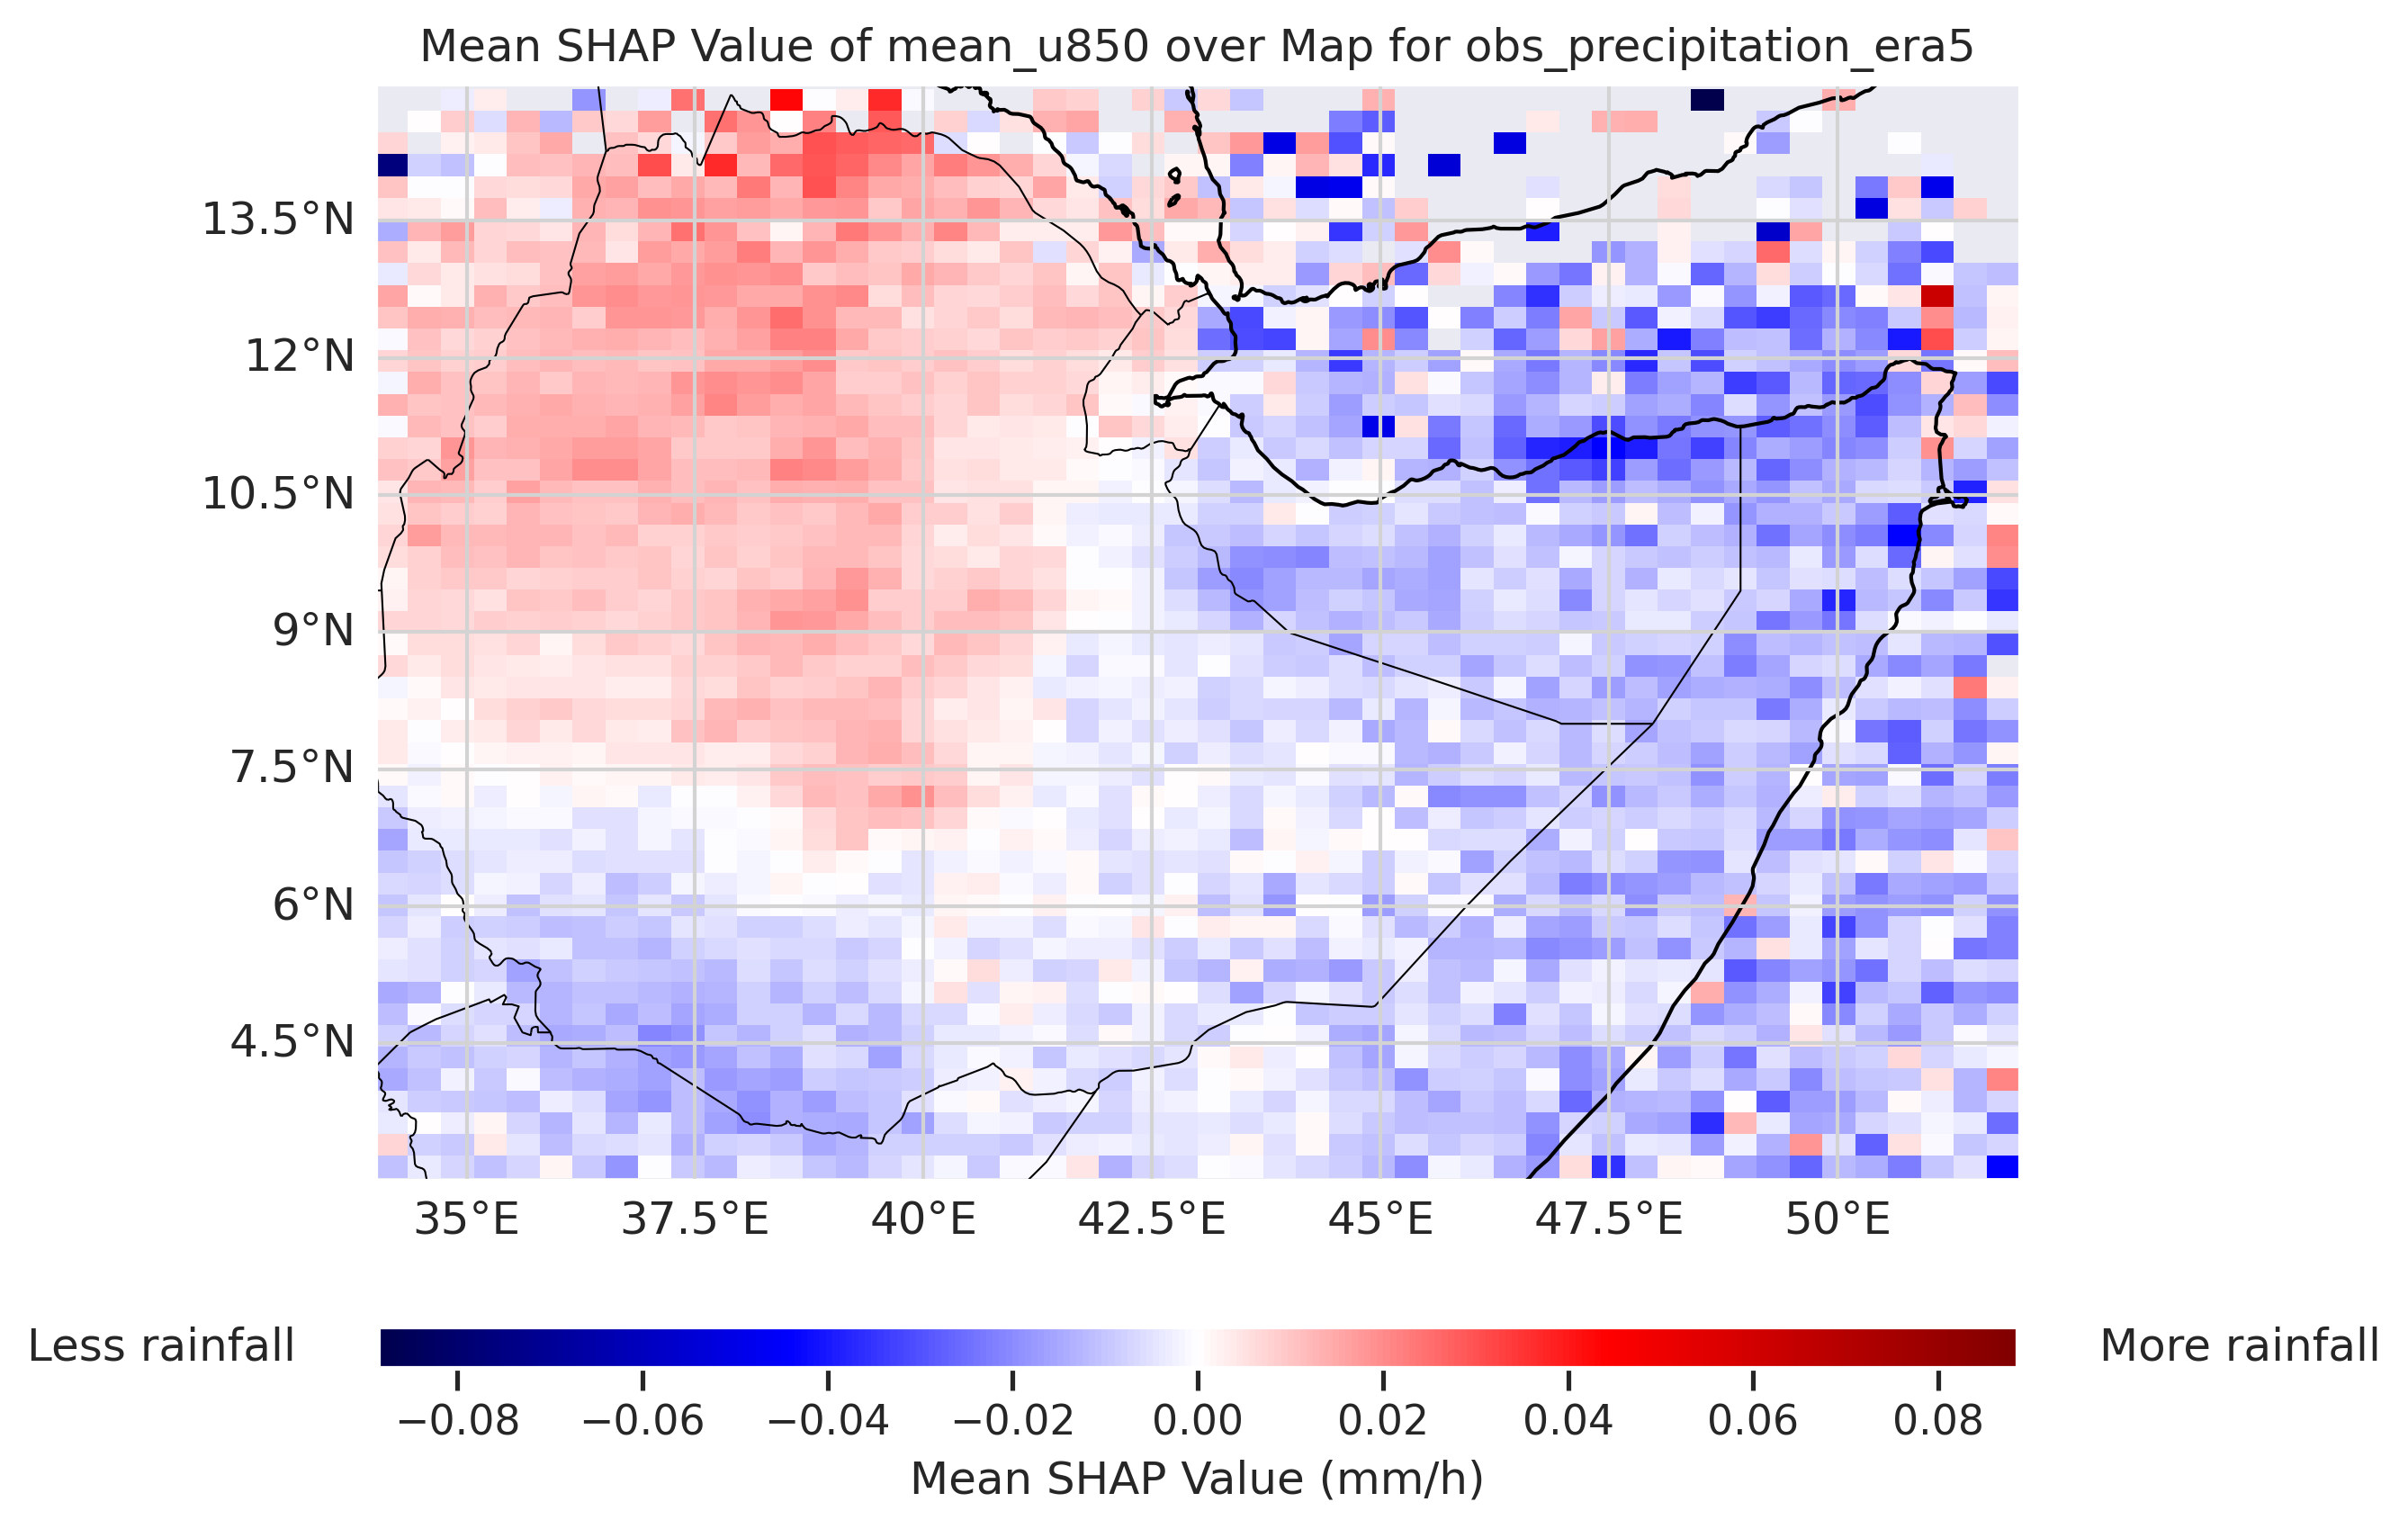 Mean SHAP Value of mean_u850 over Map for obs_precipitation_era5
13.5°N
12°N
10.5°N
9°N
7.5°N
6°N
4.5°N
35°E 37.5°E 40°E 42.5°E 45°E 47.5°E 50°E
Less rainfall More rainfall
−0.08 −0.06 −0.04 −0.02 0.00 0.02 0.04 0.06 0.08
Mean SHAP Value (mm/h)